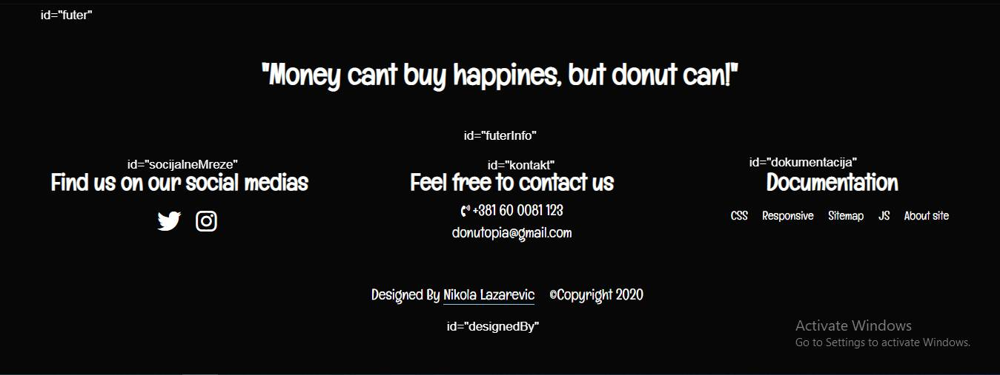 id="futer"
"Money cant buy happines, but donut can!"
id="futerInfo"
id="socijalneMreze"
Find us on our social medias
id="kontakt"
Feel free to contact us
+381 60 0081 123
donutopia@gmail.com
id="dokumentacija"
Documentation
CSS Responsive Sitemap JS About site
Designed By Nikola Lazarevic ©Copyright 2020
id="designedBy"
Activate Windows
Go to Settings to activate Windows.